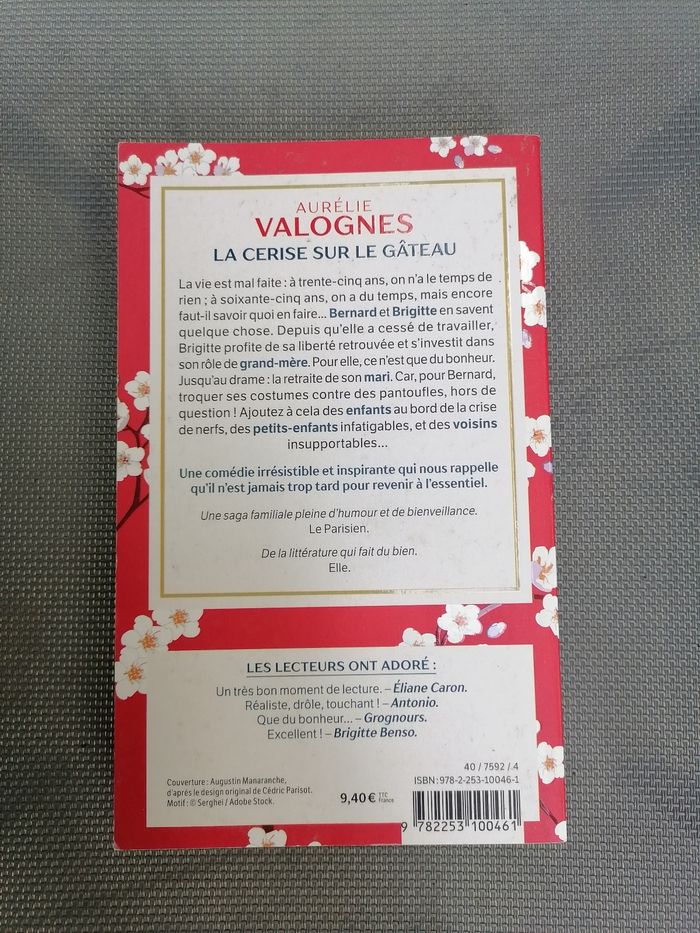 AURÉLIE
VALOGNES
LA CERISE SUR LE GÂTEAU
La vie est mal faite : à trente-cinq ans, on n'a le temps de
rien ; à soixante-cinq ans, on a du temps, mais encore
faut-il savoir quoi en faire... Bernard et Brigitte en savent
quelque chose. Depuis qu'elle a cessé de travailler,
Brigitte profite de sa liberté retrouvée et s'investit dans
son rôle de grand-mère. Pour elle, ce n'est que du bonheur.
Jusqu'au drame : la retraite de son mari. Car, pour Bernard,
troquer ses costumes contre des pantoufles, hors de
question ! Ajoutez à cela des enfants au bord de la crise
de nerfs, des petits-enfants infatigables, et des voisins
insupportables...
Une comédie irrésistible et inspirante qui nous rappelle
qu'il n'est jamais trop tard pour revenir à l'essentiel.
Une saga familiale pleine d'humour et de bienveillance.
Le Parisien.
De la littérature qui fait du bien.
Elle.
LES LECTEURS ONT ADORÉ :
Un très bon moment de lecture. – Éliane Caron.
Réaliste, drôle, touchant ! – Antonio.
Que du bonheur... – Grognours.
Excellent ! – Brigitte Benso.
Couverture : Augustin Manaranche,
d'après le design original de Cédric Parisot.
Motif : © Serghei / Adobe Stock.
9,40 € TTC France
40 / 7592 / 4
ISBN : 978-2-253-10046-1
9 782253 100461